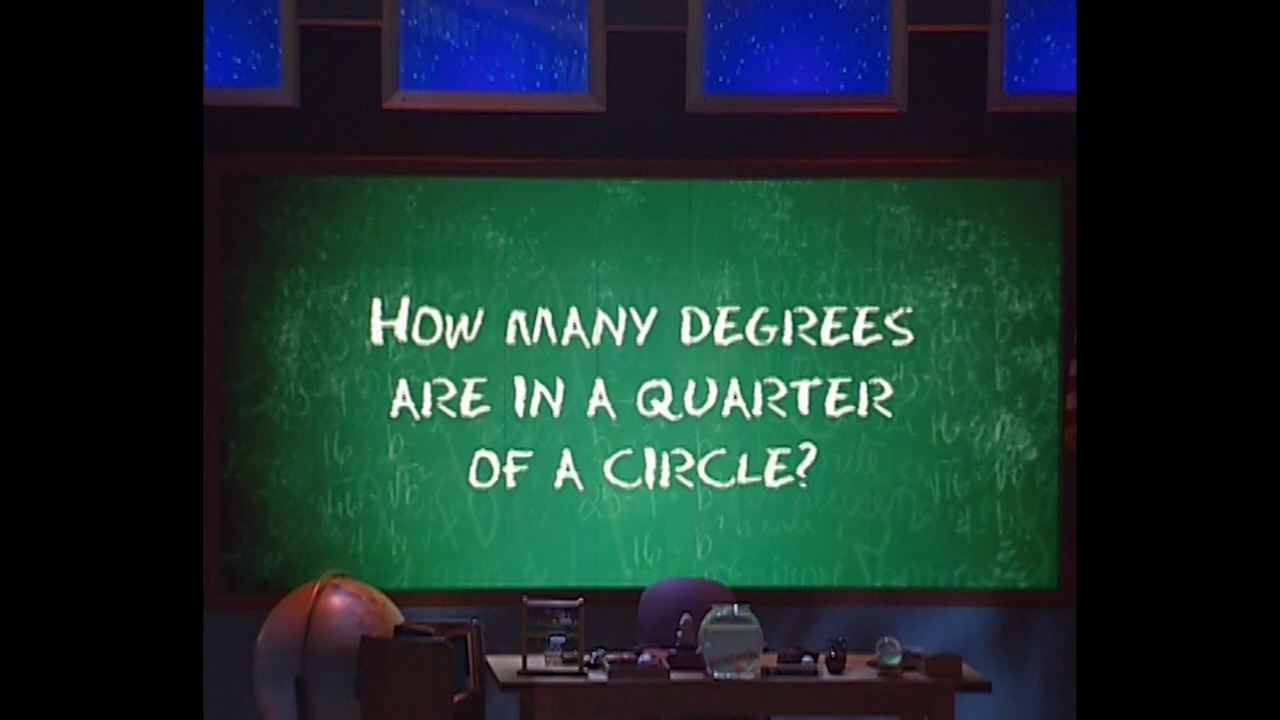 HOW MANY DEGREES
ARE IN A QUARTER
OF A CIRCLE?